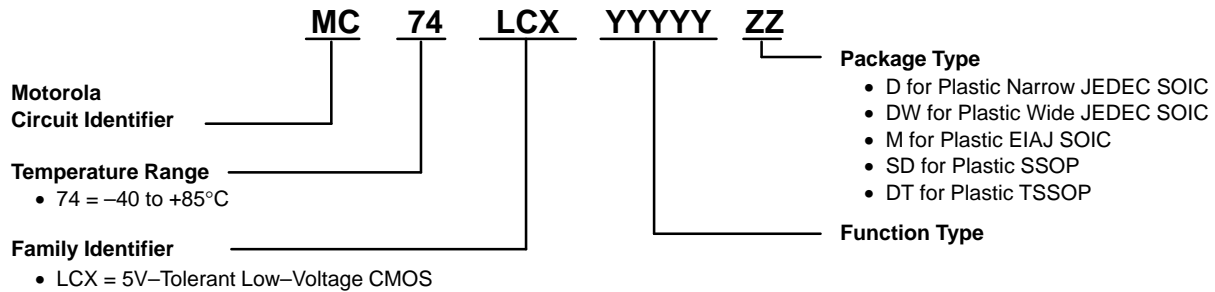 MC 74 LCX YYYYY ZZ
Motorola
Circuit Identifier
Temperature Range
• 74 = –40 to +85°C
Family Identifier
• LCX = 5V–Tolerant Low–Voltage CMOS
Package Type
• D for Plastic Narrow JEDEC SOIC
• DW for Plastic Wide JEDEC SOIC
• M for Plastic EIAJ SOIC
• SD for Plastic SSOP
• DT for Plastic TSSOP
Function Type